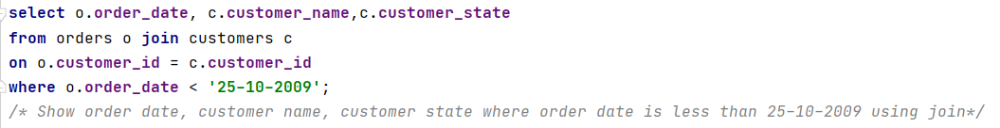 select o.order_date, c.customer_name,c.customer_state
from orders o join customers c
on o.customer_id = c.customer_id
where o.order_date < '25-10-2009';
/* Show order date, customer name, customer state where order date is less than 25-10-2009 using join*/